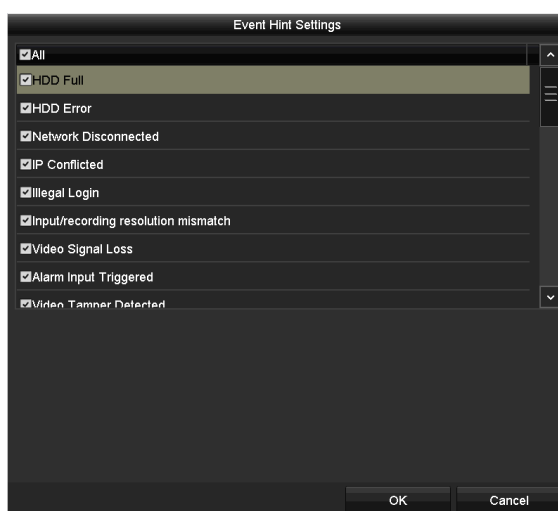 Event Hint Settings
All
HDD Full
HDD Error
Network Disconnected
IP Conflicted
Illegal Login
Input/recording resolution mismatch
Video Signal Loss
Alarm Input Triggered
Video Tamper Detected
OK Cancel